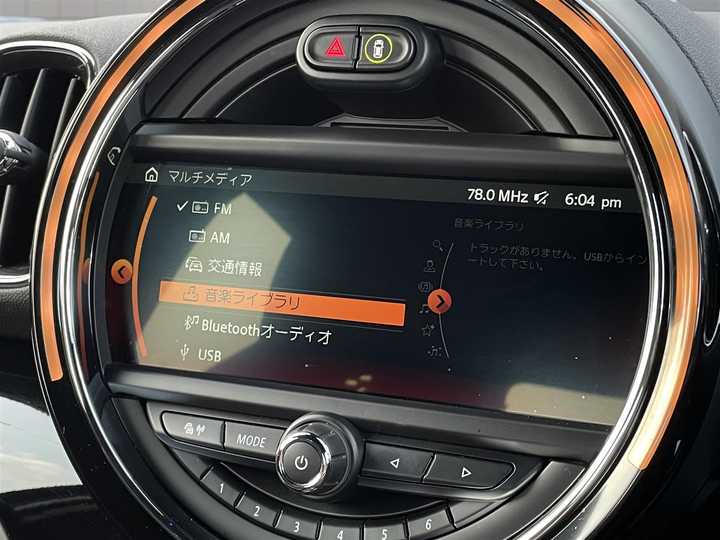 マルチメディア
78.0 MHz 6:04 pm
FM
AM
交通情報
音楽ライブラリ
Bluetoothオーディオ
USB
音楽ライブラリ
トラックがありません。USBからイン
ートして下さい。
MODE
1 2 3 4 5 6